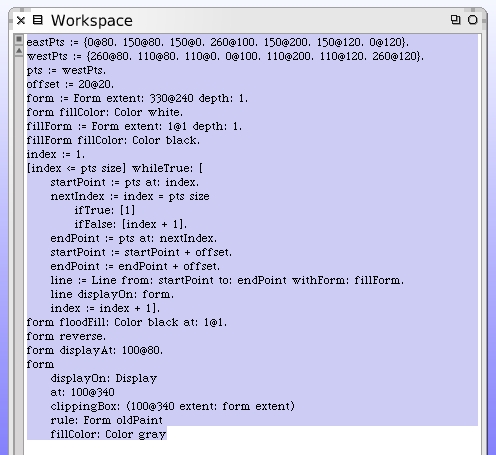 Workspace
eastPts := {0@80. 150@80. 150@0. 260@100. 150@200. 150@120. 0@120}.
westPts := {260@80. 110@80. 110@0. 0@100. 110@200. 110@120. 260@120}.
pts := westPts.
offset := 20@20.
form := Form extent: 330@240 depth: 1.
form fillColor: Color white.
fillForm := Form extent: 1@1 depth: 1.
fillForm fillColor: Color black.
index := 1.
[index <= pts size] whileTrue: [
startPoint := pts at: index.
nextIndex := index = pts size
ifTrue: [1]
ifFalse: [index + 1].
endPoint := pts at: nextIndex.
startPoint := startPoint + offset.
endPoint := endPoint + offset.
line := Line from: startPoint to: endPoint withForm: fillForm.
line displayOn: form.
index := index + 1].
form floodFill: Color black at: 1@1.
form reverse.
form displayAt: 100@80.
form
displayOn: Display
at: 100@340
clippingBox: (100@340 extent: form extent)
rule: Form oldPaint
fillColor: Color gray